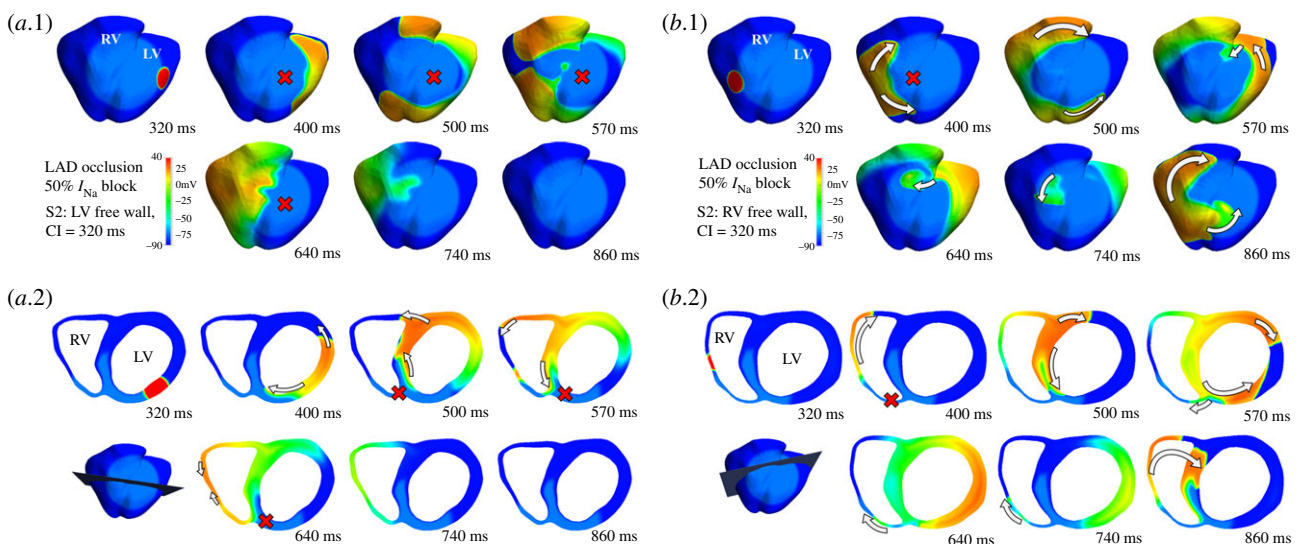 (a.1)
RV
LV
320 ms
400 ms
500 ms
570 ms
LAD occlusion
50% I_Na block
S2: LV free wall,
CI = 320 ms
40
25
0mV
−25
−50
−75
−90
640 ms
740 ms
860 ms
(b.1)
RV
LV
320 ms
400 ms
500 ms
570 ms
LAD occlusion
50% I_Na block
S2: RV free wall,
CI = 320 ms
40
25
0mV
−25
−50
−75
−90
640 ms
740 ms
860 ms
(a.2)
RV
LV
320 ms
400 ms
500 ms
570 ms
640 ms
740 ms
860 ms
(b.2)
RV
LV
320 ms
400 ms
500 ms
570 ms
640 ms
740 ms
860 ms